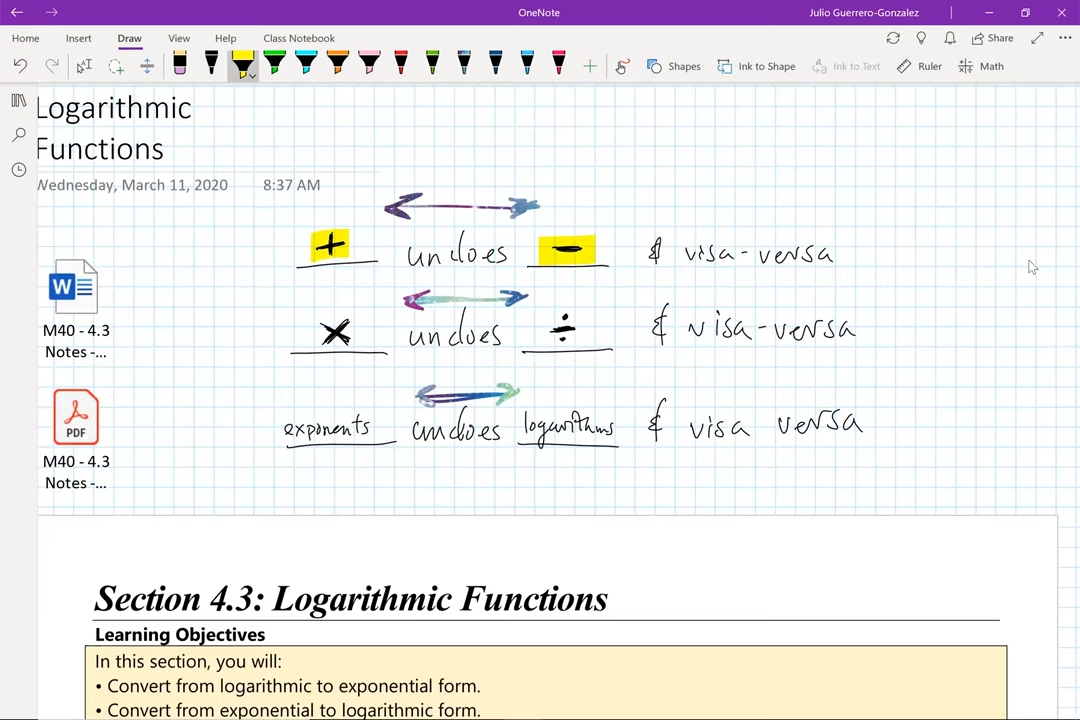 OneNote
Julio Guerrero-Gonzalez
Home Insert Draw View Help Class Notebook
Share
Shapes Ink to Shape Ink to Text Ruler Math
Logarithmic
Functions
Wednesday, March 11, 2020 8:37 AM
+ undoes - & visa-versa
× undoes ÷ & visa-versa
exponents undoes logarithms & visa versa
W
M40 - 4.3
Notes -...
PDF
M40 - 4.3
Notes -...
Section 4.3: Logarithmic Functions
Learning Objectives
In this section, you will:
• Convert from logarithmic to exponential form.
• Convert from exponential to logarithmic form.